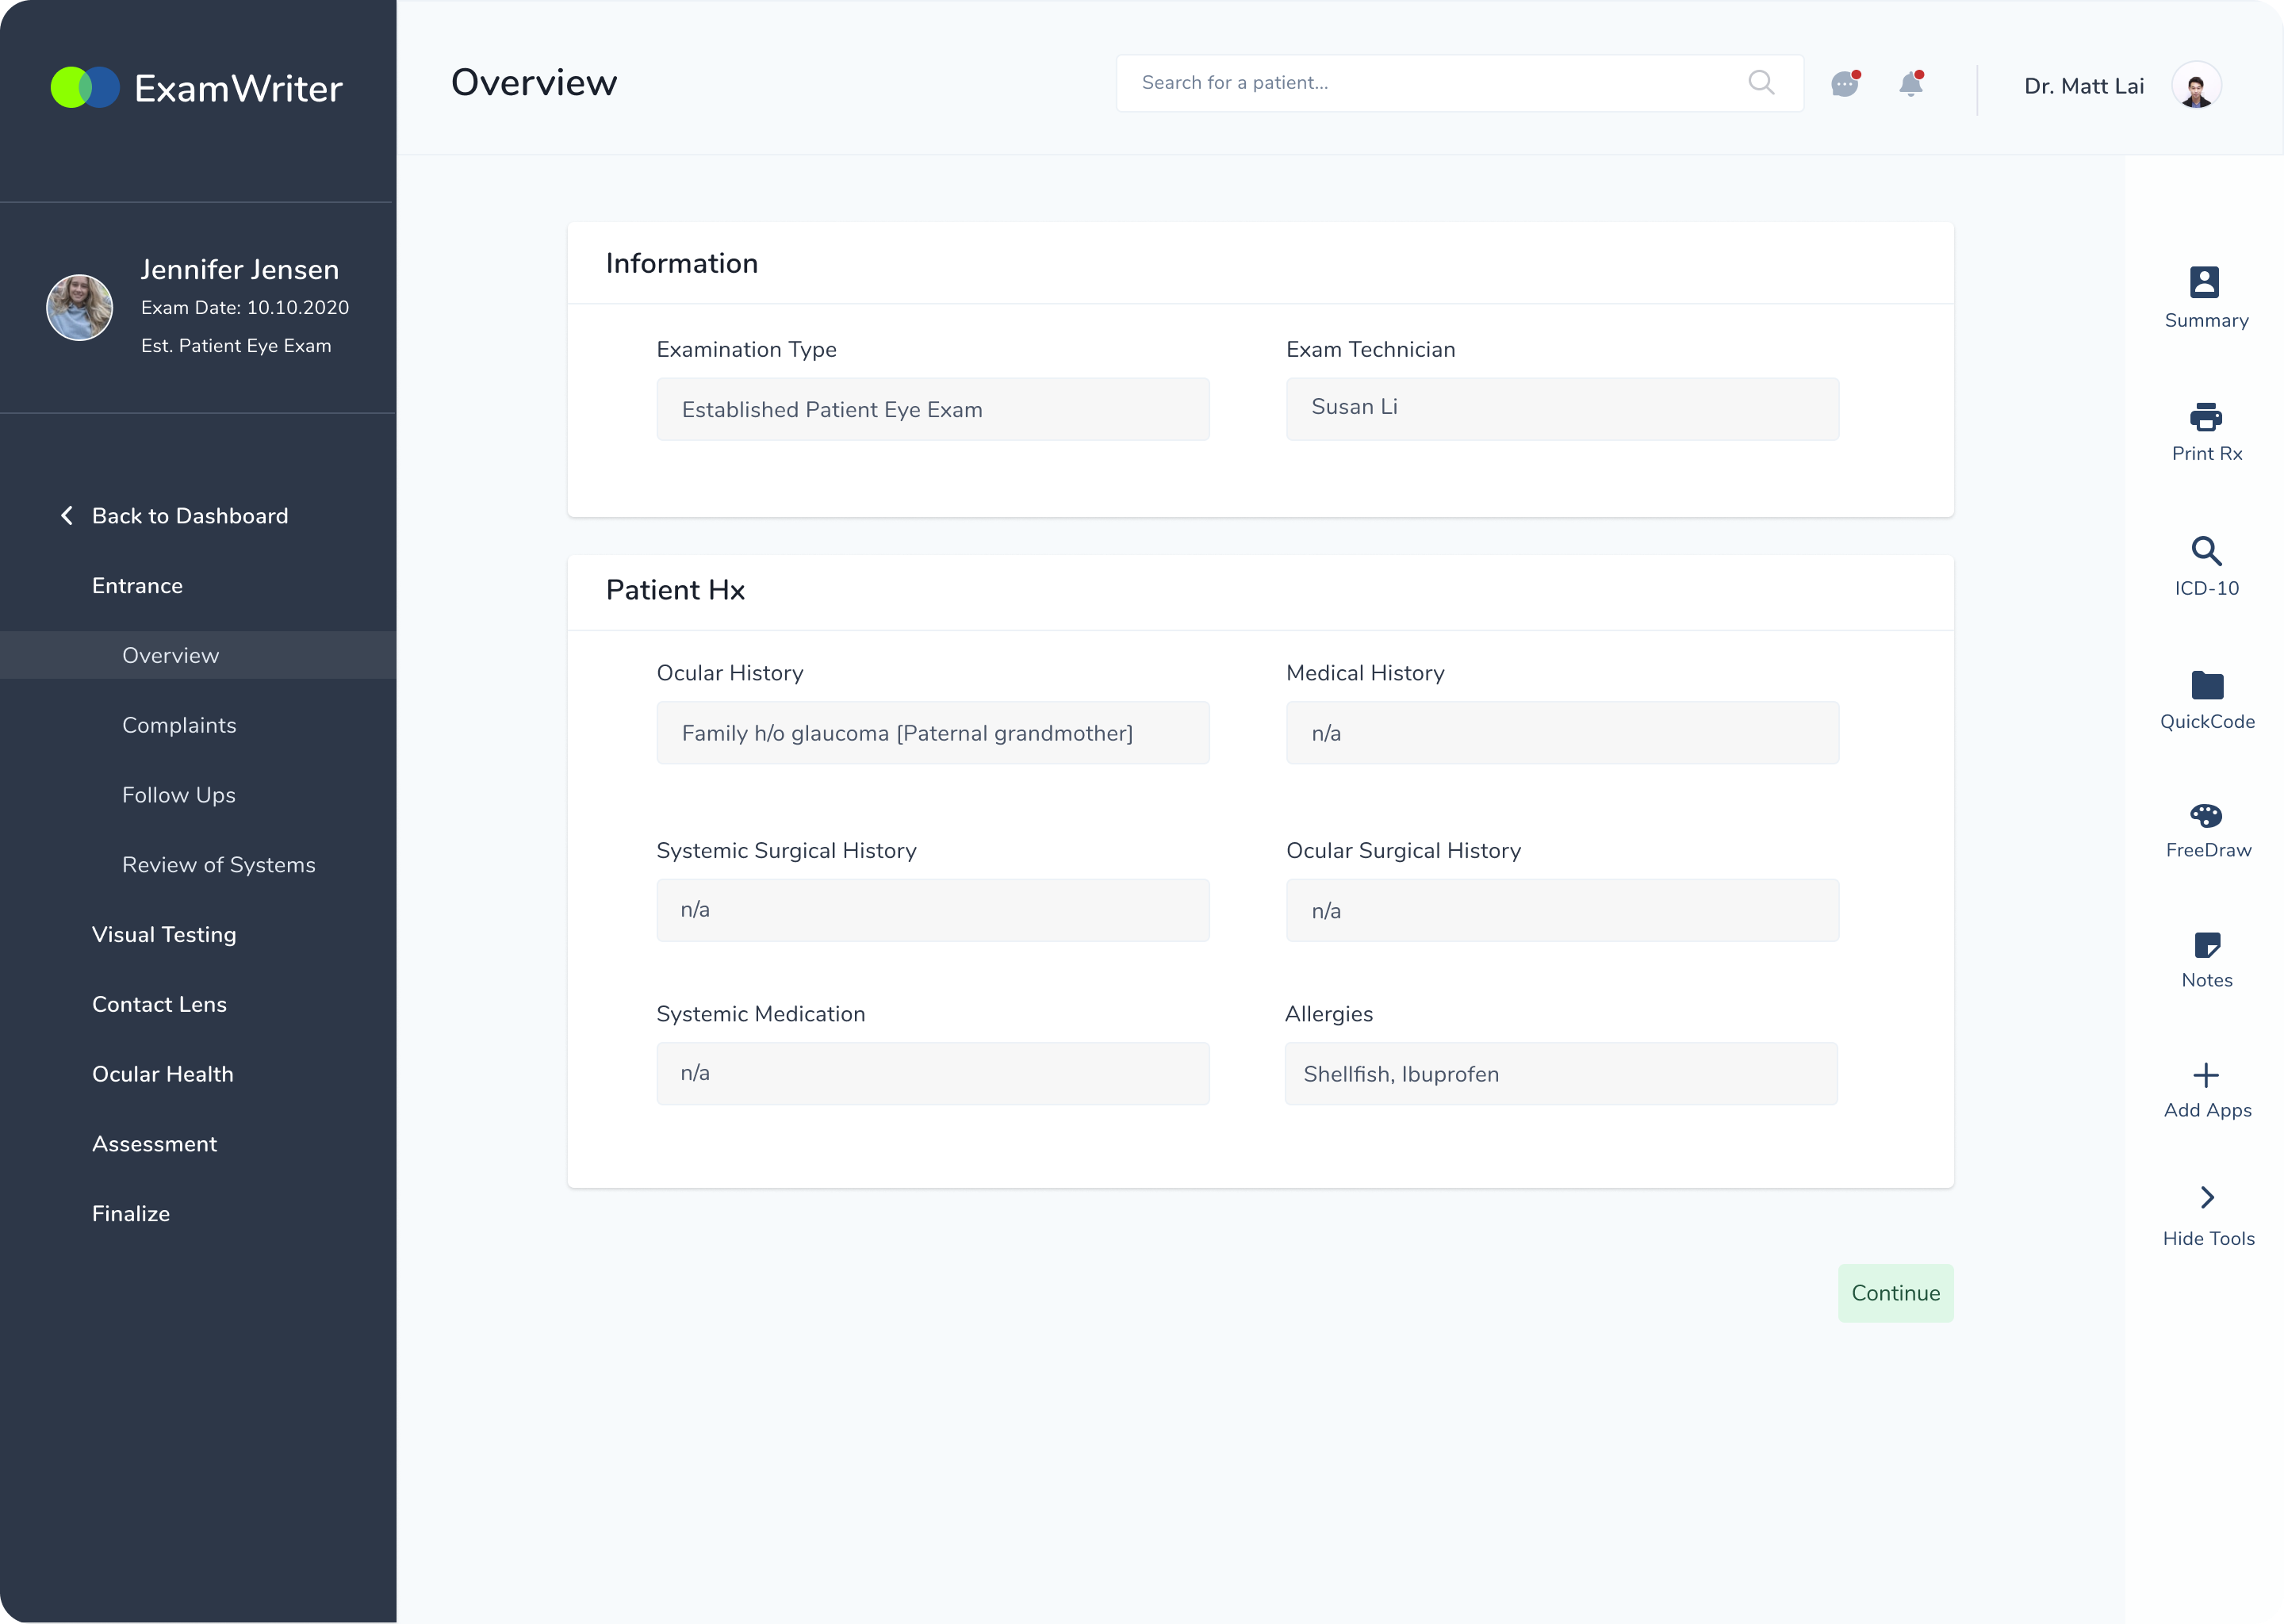 ExamWriter
Overview
Search for a patient...
Dr. Matt Lai
Jennifer Jensen
Exam Date: 10.10.2020
Est. Patient Eye Exam
Back to Dashboard
Entrance
Overview
Complaints
Follow Ups
Review of Systems
Visual Testing
Contact Lens
Ocular Health
Assessment
Finalize
Information
Examination Type
Established Patient Eye Exam
Exam Technician
Susan Li
Patient Hx
Ocular History
Family h/o glaucoma [Paternal grandmother]
Medical History
n/a
Systemic Surgical History
n/a
Ocular Surgical History
n/a
Systemic Medication
n/a
Allergies
Shellfish, Ibuprofen
Continue
Summary
Print Rx
ICD-10
QuickCode
FreeDraw
Notes
Add Apps
Hide Tools